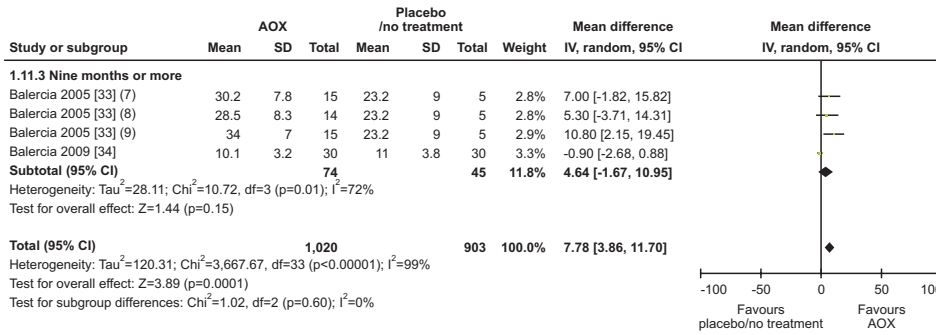 AOX Placebo /no treatment Mean difference Mean difference
Study or subgroup Mean SD Total Mean SD Total Weight IV, random, 95% CI IV, random, 95% CI
1.11.3 Nine months or more
Balercia 2005 [33] (7) 30.2 7.8 15 23.2 9 5 2.8% 7.00 [-1.82, 15.82]
Balercia 2005 [33] (8) 28.5 8.3 14 23.2 9 5 2.8% 5.30 [-3.71, 14.31]
Balercia 2005 [33] (9) 34 7 15 23.2 9 5 2.8% 10.80 [2.15, 19.45]
Balercia 2009 [34] 10.1 3.2 30 11 3.8 30 3.3% -0.90 [-2.68, 0.88]
Subtotal (95% CI) 74 45 11.8% 4.64 [-1.67, 10.95]
Heterogeneity: Tau²=28.11; Chi²=10.72, df=3 (p=0.01); I²=72%
Test for overall effect: Z=1.44 (p=0.15)
Total (95% CI) 1,020 903 100.0% 7.78 [3.86, 11.70]
Heterogeneity: Tau²=120.31; Chi²=3,667.67, df=33 (p<0.00001); I²=99%
Test for overall effect: Z=3.89 (p=0.0001)
Test for subgroup differences: Chi²=1.02, df=2 (p=0.60); I²=0%
-100 -50 0 50 100
Favours placebo/no treatment Favours AOX